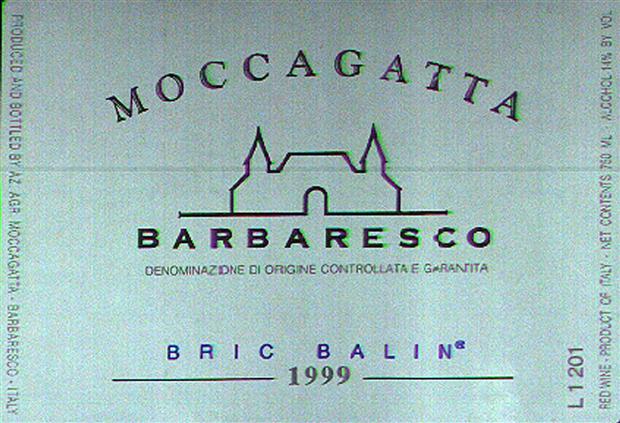 MOCCAGATTA
BARBARESCO
DENOMINAZIONE DI ORIGINE CONTROLLATA E GARANTITA
BRIC BALIN®
1999
PRODUCED AND BOTTLED BY AZ. AGR. MOCCAGATTA - BARBARESCO - ITALY
L 1 201
RED WINE - PRODUCT OF ITALY - NET CONTENTS 750 ML - ALCOHOL 14% BY VOL